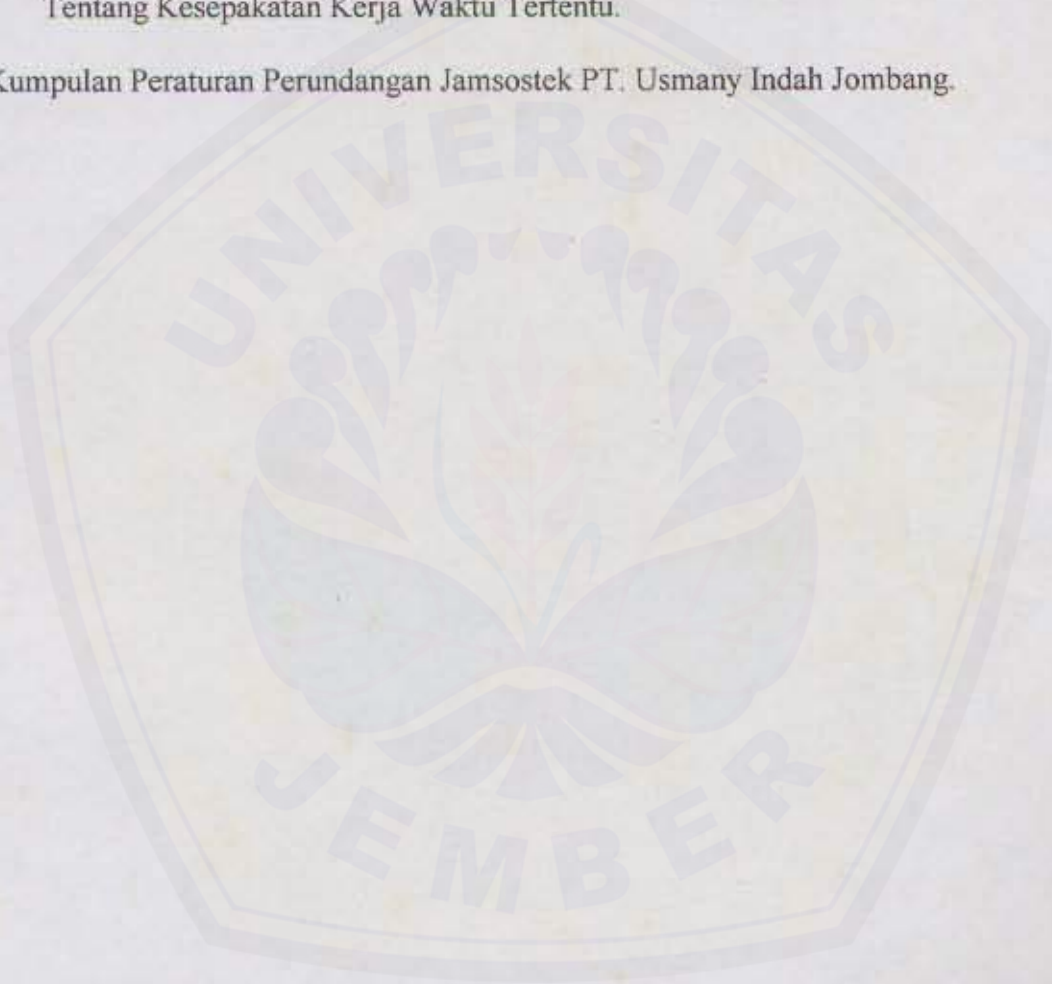 Tentang Kesepakatan Kerja Waktu Tertentu.
Kumpulan Peraturan Perundangan Jamsostek PT. Usmany Indah Jombang.
UNIVERSITAS
JEMBER